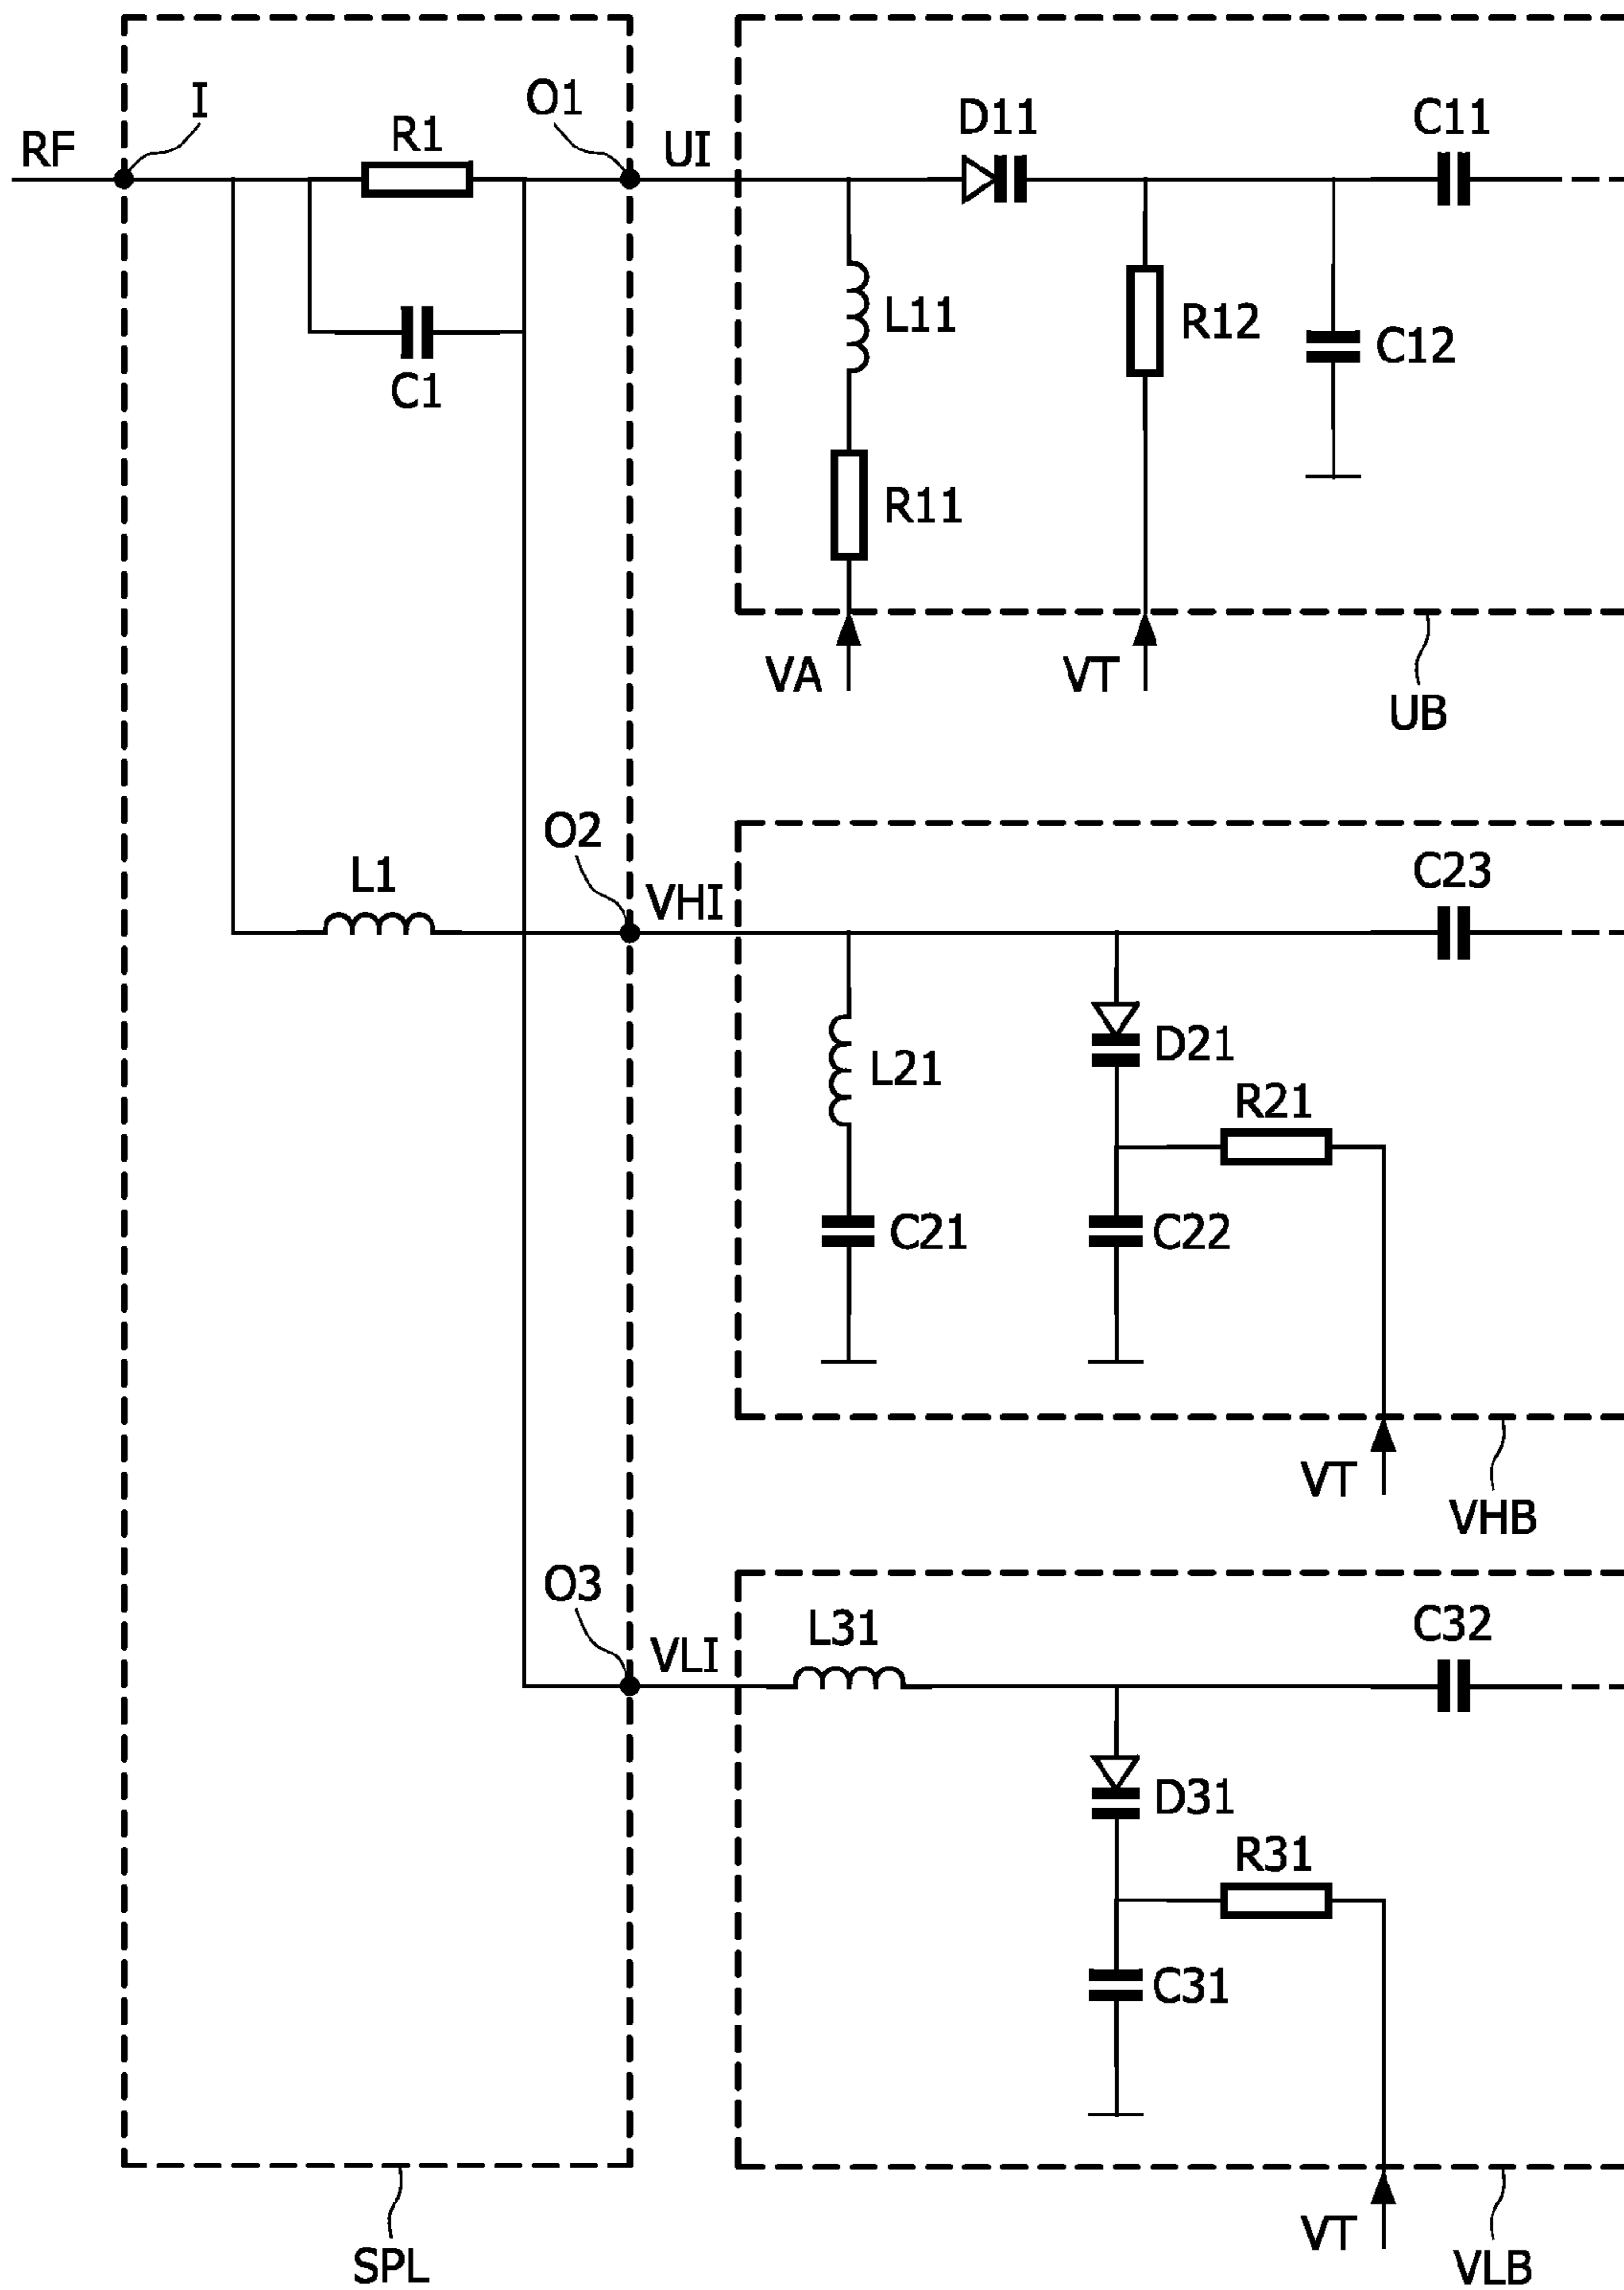 RF
I
R1
O1
UI
D11
C11
C1
L11
R12
C12
R11
VA
VT
UB
L1
O2
VHI
C23
L21
D21
R21
C21
C22
VT
VHB
O3
VLI
L31
C32
D31
R31
C31
VT
VLB
SPL